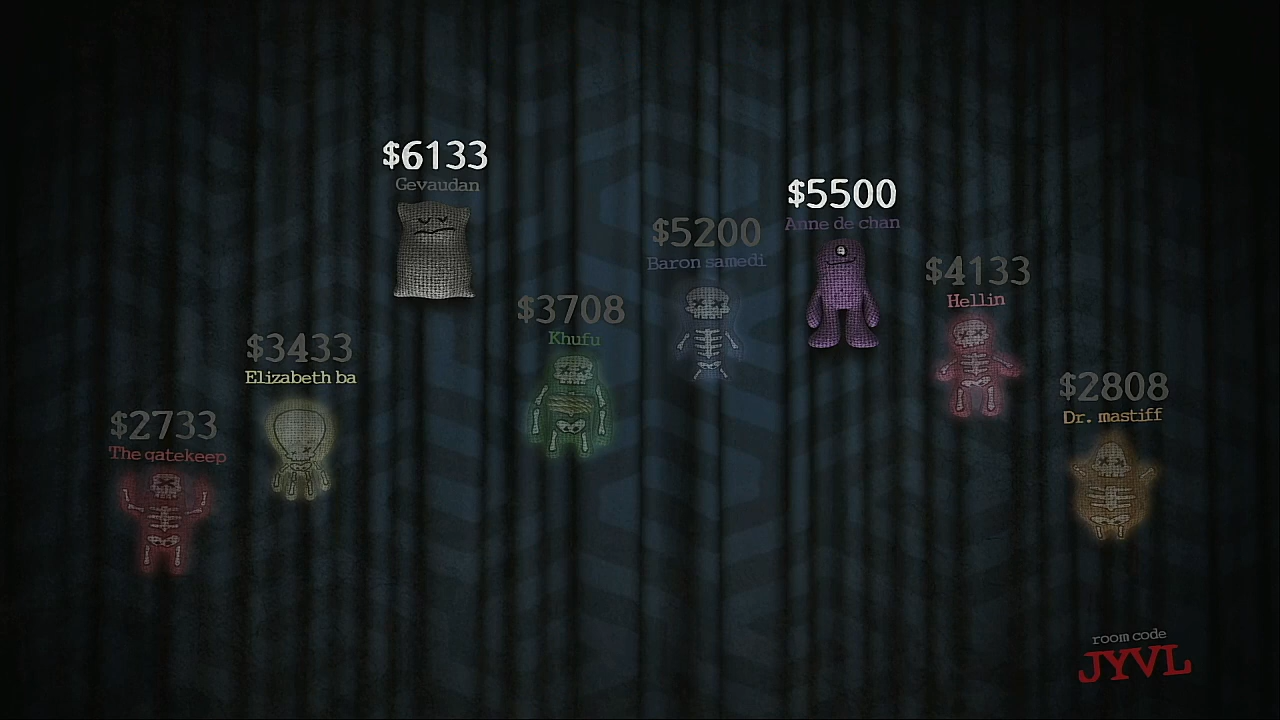 $6133
Gevaudan
$5500
Anne de chan
$5200
Baron samedi
$4133
Hellin
$3708
Khufu
$3433
Elizabeth ba
$2808
Dr. mastiff
$2733
The gatekeep
room code
JYVL